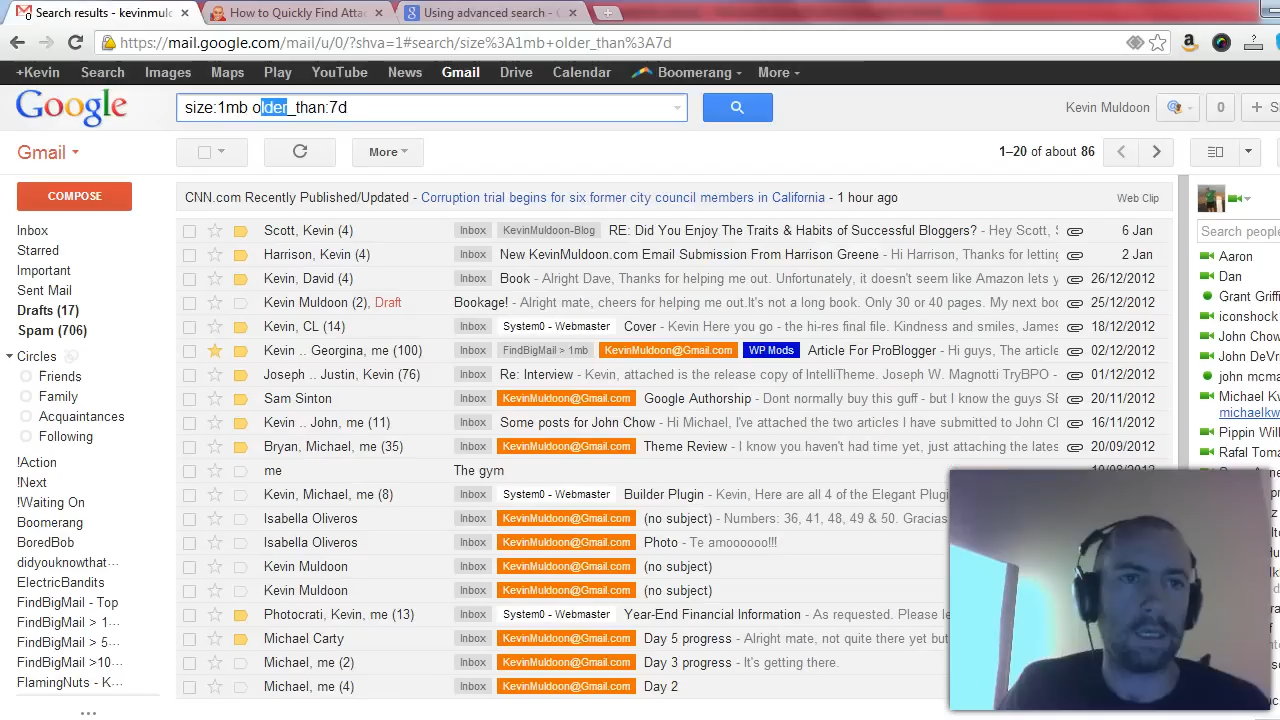 Search results - kevinmuldo
How to Quickly Find Atta
Using advanced search -
https://mail.google.com/mail/u/0/?shva=1#search/size%3A1mb+older_than%3A7d
+Kevin Search Images Maps Play YouTube News Gmail Drive Calendar Boomerang More
Google size:1mb older_than:7d Kevin Muldoon 0 + S
Gmail More 1–20 of about 86
COMPOSE
CNN.com Recently Published/Updated - Corruption trial begins for six former city council members in California - 1 hour ago Web Clip
Inbox
Starred
Important
Sent Mail
Drafts (17)
Spam (706)
Circles
Friends
Family
Acquaintances
Following
!Action
!Next
!Waiting On
Boomerang
BoredBob
didyouknowthat…
ElectricBandits
FindBigMail - Top
FindBigMail > 1…
FindBigMail > 5…
FindBigMail >10…
FlamingNuts - K…
Scott, Kevin (4) Inbox KevinMuldoon-Blog RE: Did You Enjoy The Traits & Habits of Successful Bloggers? - Hey Scott, 6 Jan
Harrison, Kevin (4) Inbox New KevinMuldoon.com Email Submission From Harrison Greene - Hi Harrison, Thanks for letting 2 Jan
Kevin, David (4) Inbox Book - Alright Dave, Thanks for helping me out. Unfortunately, it doesn't seem like Amazon lets y 26/12/2012
Kevin Muldoon (2), Draft Bookage! - Alright mate, cheers for helping me out.It's not a long book. Only 30 or 40 pages. My next boo 25/12/2012
Kevin, CL (14) Inbox System0 - Webmaster Cover - Kevin Here you go - the hi-res final file. Kindness and smiles, James 18/12/2012
Kevin .. Georgina, me (100) Inbox FindBigMail > 1mb KevinMuldoon@Gmail.com WP Mods Article For ProBlogger - Hi guys, The article 02/12/2012
Joseph .. Justin, Kevin (76) Inbox Re: Interview - Kevin, attached is the release copy of IntelliTheme. Joseph W. Magnotti TryBPO - 01/12/2012
Sam Sinton Inbox KevinMuldoon@Gmail.com Google Authorship - Dont normally buy this guff - but I know the guys SE 20/11/2012
Kevin .. John, me (11) Inbox Some posts for John Chow - Hi Michael, I've attached the two articles I have submitted to John C 16/11/2012
Bryan, Michael, me (35) Inbox KevinMuldoon@Gmail.com Theme Review - I know you haven't had time yet, just attaching the lates 20/09/2012
me The gym
Kevin, Michael, me (8) Inbox System0 - Webmaster Builder Plugin - Kevin, Here are all 4 of the Elegant Plugi
Isabella Oliveros Inbox KevinMuldoon@Gmail.com (no subject) - Numbers: 36, 41, 48, 49 & 50. Gracias
Isabella Oliveros Inbox KevinMuldoon@Gmail.com Photo - Te amoooooo!!!
Kevin Muldoon Inbox KevinMuldoon@Gmail.com (no subject)
Kevin Muldoon Inbox KevinMuldoon@Gmail.com (no subject)
Photograph., Kevin, me (13) Inbox System0 - Webmaster Year-End Financial Information - As requested. Please le
Michael Carty Inbox KevinMuldoon@Gmail.com Day 5 progress - Alright mate, not quite there yet but
Michael, me (2) Inbox KevinMuldoon@Gmail.com Day 3 progress - It's getting there.
Michael, me (4) Inbox KevinMuldoon@Gmail.com Day 2
Search people
Aaron
Dan
Grant Griffi
iconshock
John Chow
John DeVr
john mcma
Michael Kw
michaelkw
Pippin Will
Rafal Toma